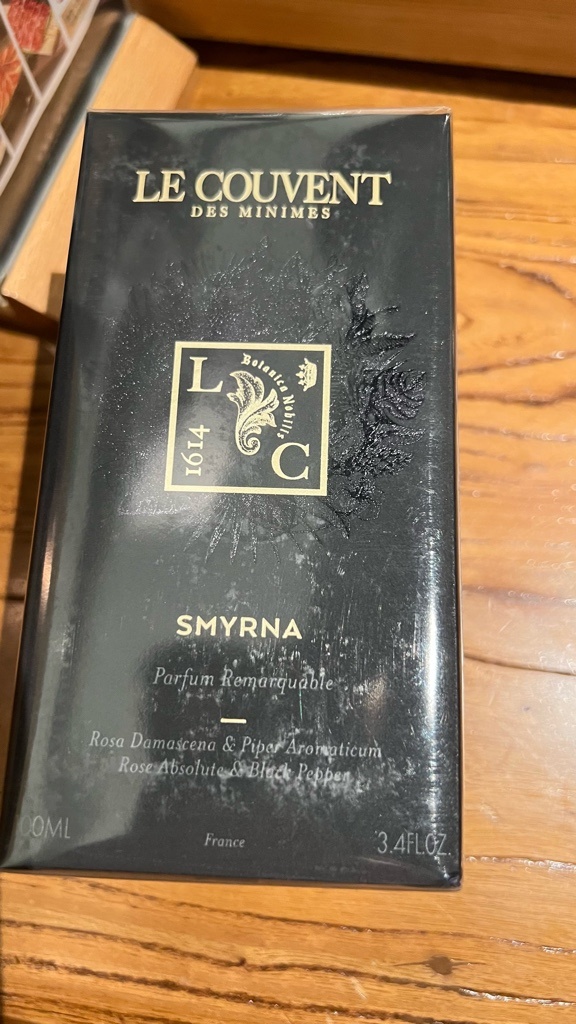 LE COUVENT
DES MINIMES
L
Botanica Nobilis
1614
C
SMYRNA
Parfum Remarquable
Rosa Damascena & Piper Aromaticum
Rose Absolute & Black Pepper
00ML
France
3.4FL.OZ.